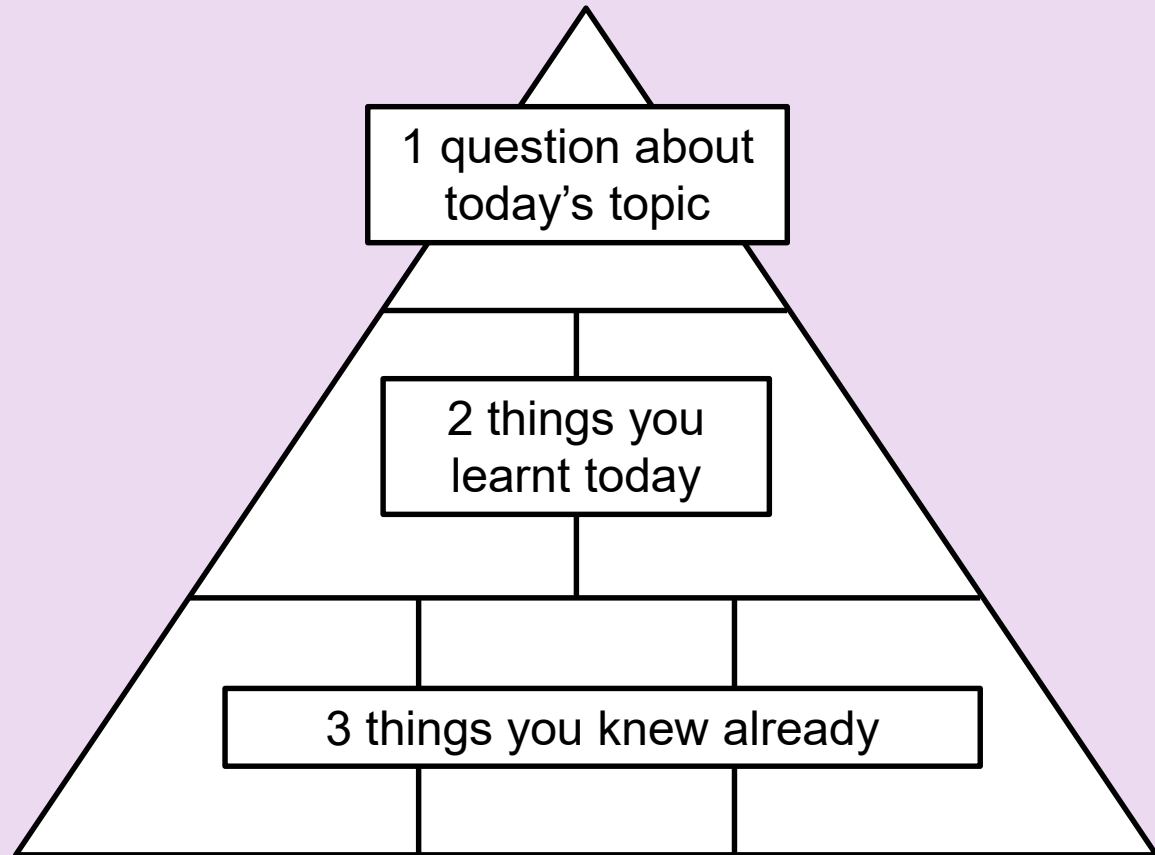 1 question about
today’s topic
2 things you
learnt today
3 things you knew already